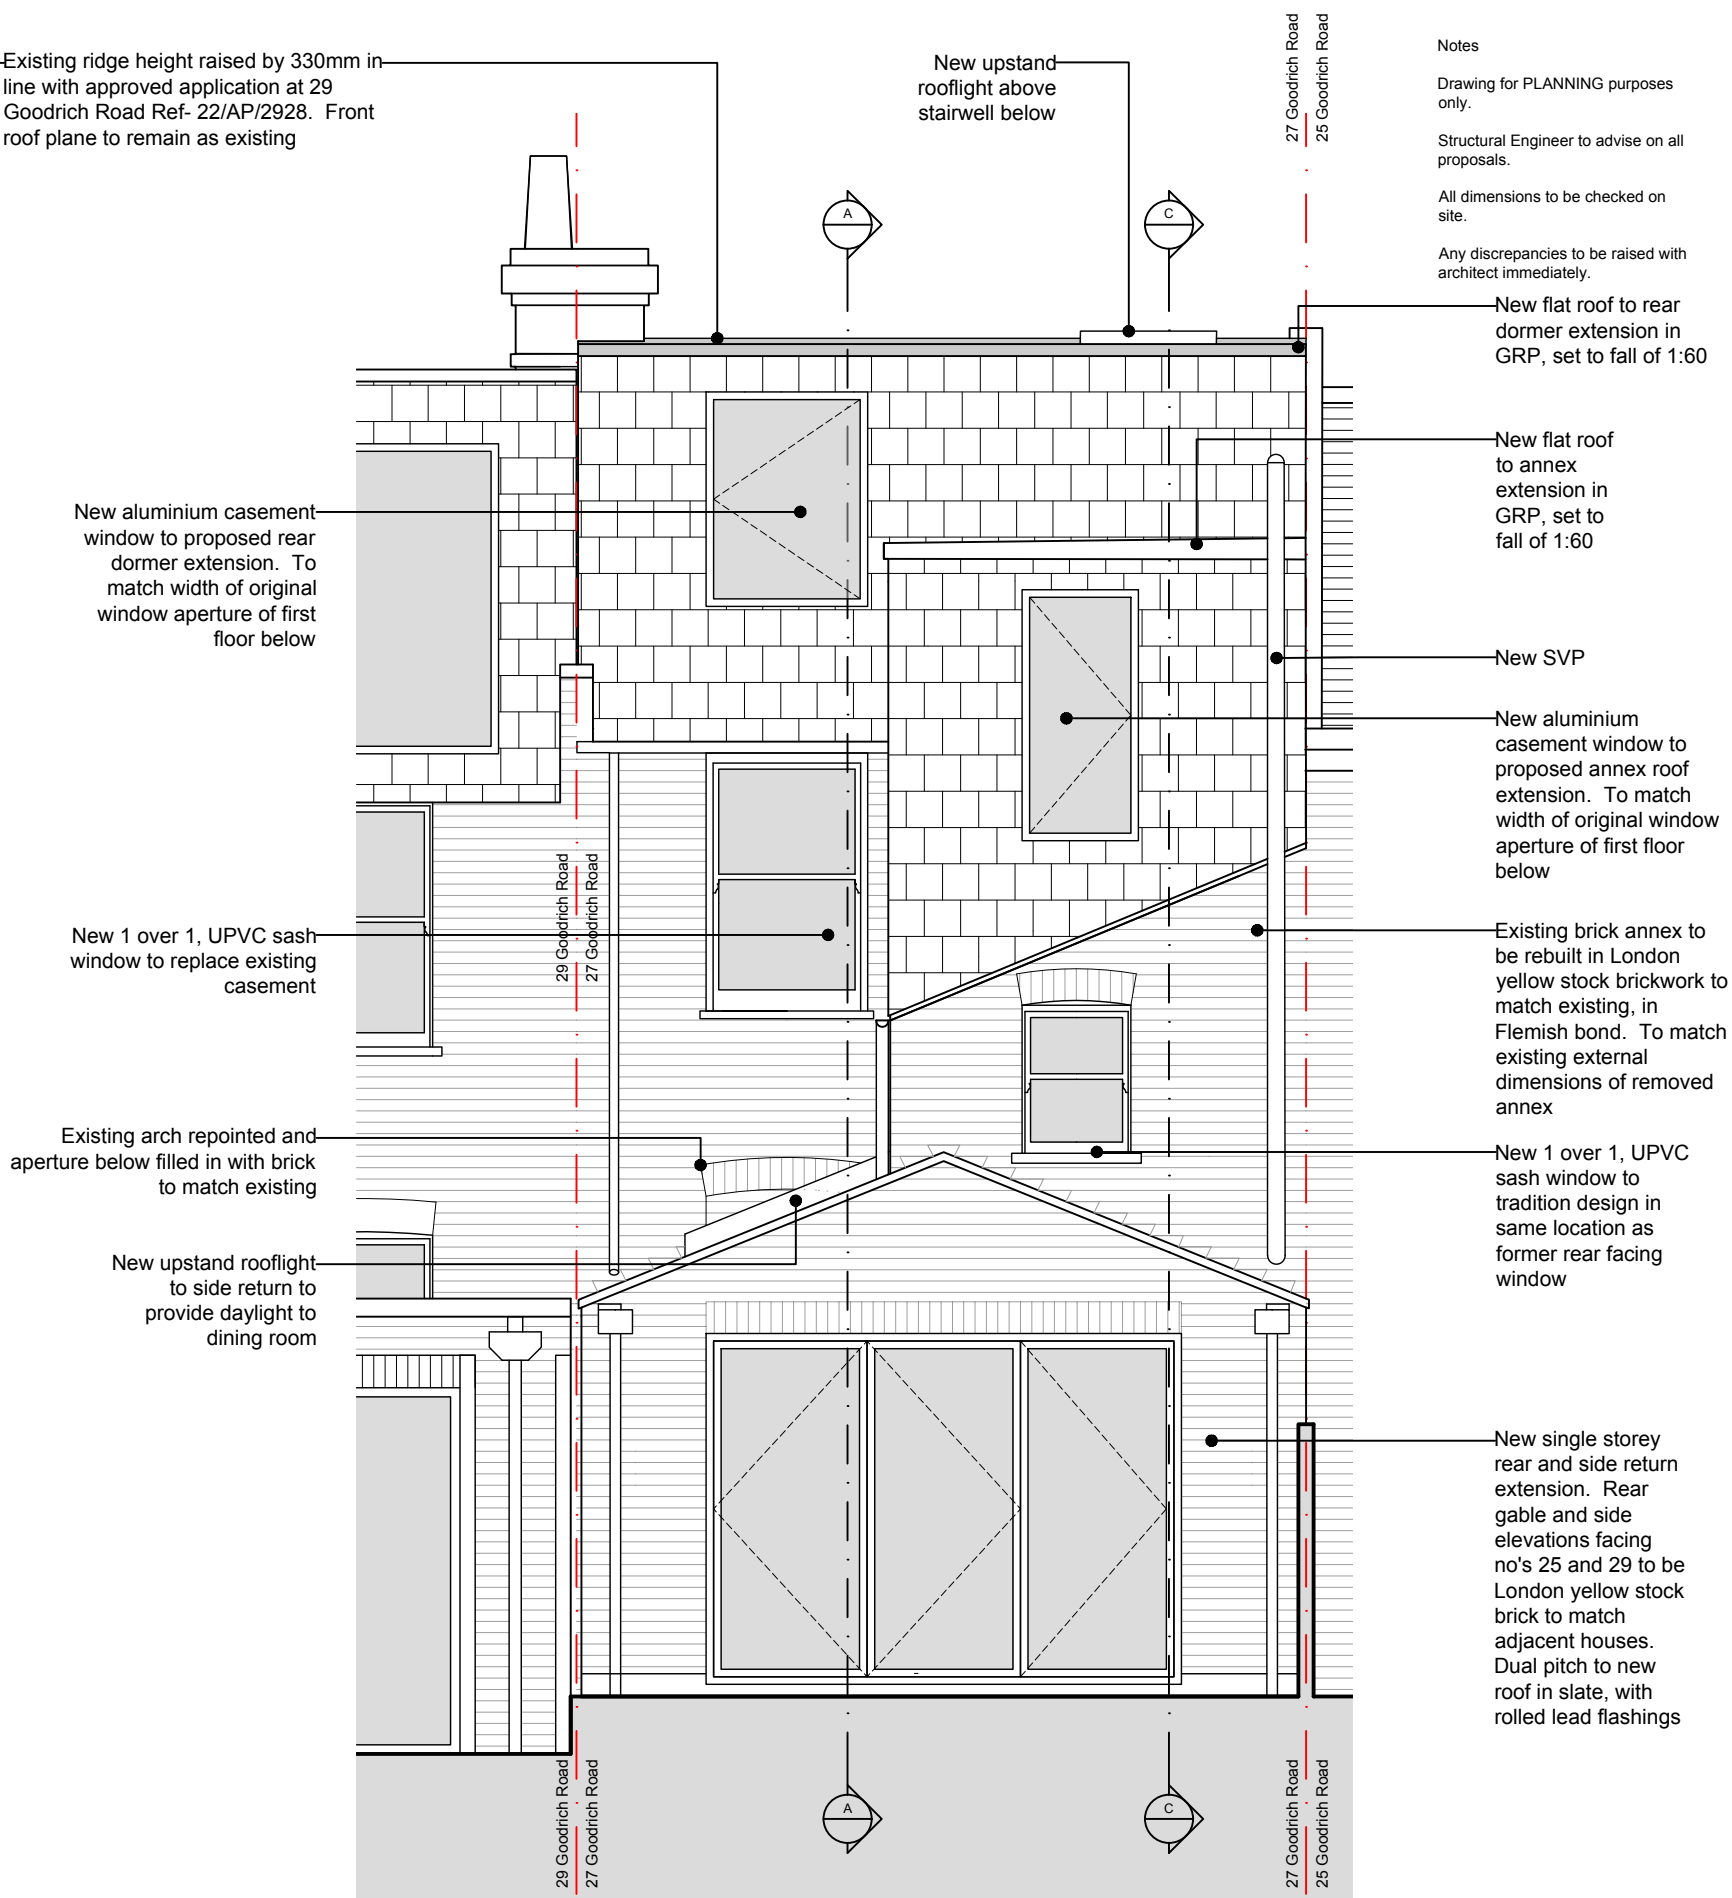 Existing ridge height raised by 330mm in
line with approved application at 29
Goodrich Road Ref- 22/AP/2928.  Front
roof plane to remain as existing
New upstand
rooflight above
stairwell below
27 Goodrich Road
25 Goodrich Road
Notes
Drawing for PLANNING purposes
only.
Structural Engineer to advise on all
proposals.
All dimensions to be checked on
site.
Any discrepancies to be raised with
architect immediately.
A
C
New flat roof to rear
dormer extension in
GRP, set to fall of 1:60
New flat roof
to annex
extension in
GRP, set to
fall of 1:60
New aluminium casement
window to proposed rear
dormer extension.  To
match width of original
window aperture of first
floor below
New SVP
New aluminium
casement window to
proposed annex roof
extension.  To match
width of original window
aperture of first floor
below
29 Goodrich Road
27 Goodrich Road
New 1 over 1, UPVC sash
window to replace existing
casement
Existing brick annex to
be rebuilt in London
yellow stock brickwork to
match existing, in
Flemish bond.  To match
existing external
dimensions of removed
annex
Existing arch repointed and
aperture below filled in with brick
to match existing
New 1 over 1, UPVC
sash window to
tradition design in
same location as
former rear facing
window
New upstand rooflight
to side return to
provide daylight to
dining room
New single storey
rear and side return
extension.  Rear
gable and side
elevations facing
no's 25 and 29 to be
London yellow stock
brick to match
adjacent houses.
Dual pitch to new
roof in slate, with
rolled lead flashings
29 Goodrich Road
27 Goodrich Road
A
C
27 Goodrich Road
25 Goodrich Road